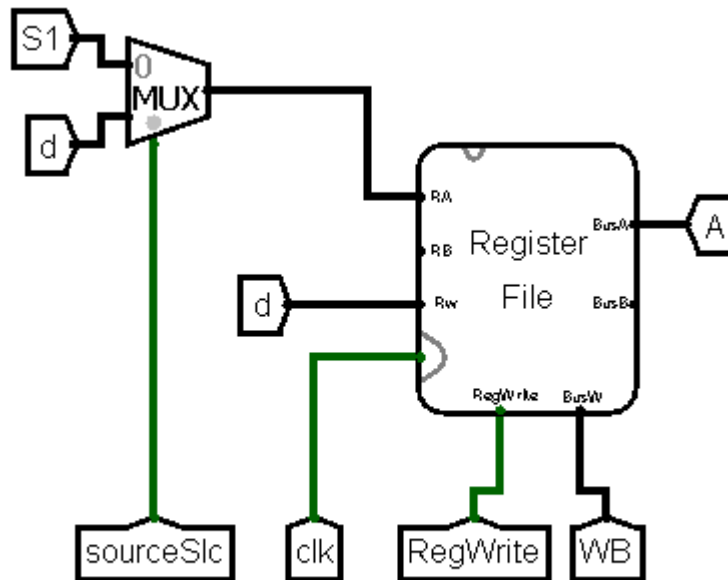 S1
0
MUX
d
RA
BusA
A
RB
Register
File
d
Rw
BusB
RegWrite
BusW
sourceSlc
clk
RegWrite
WB